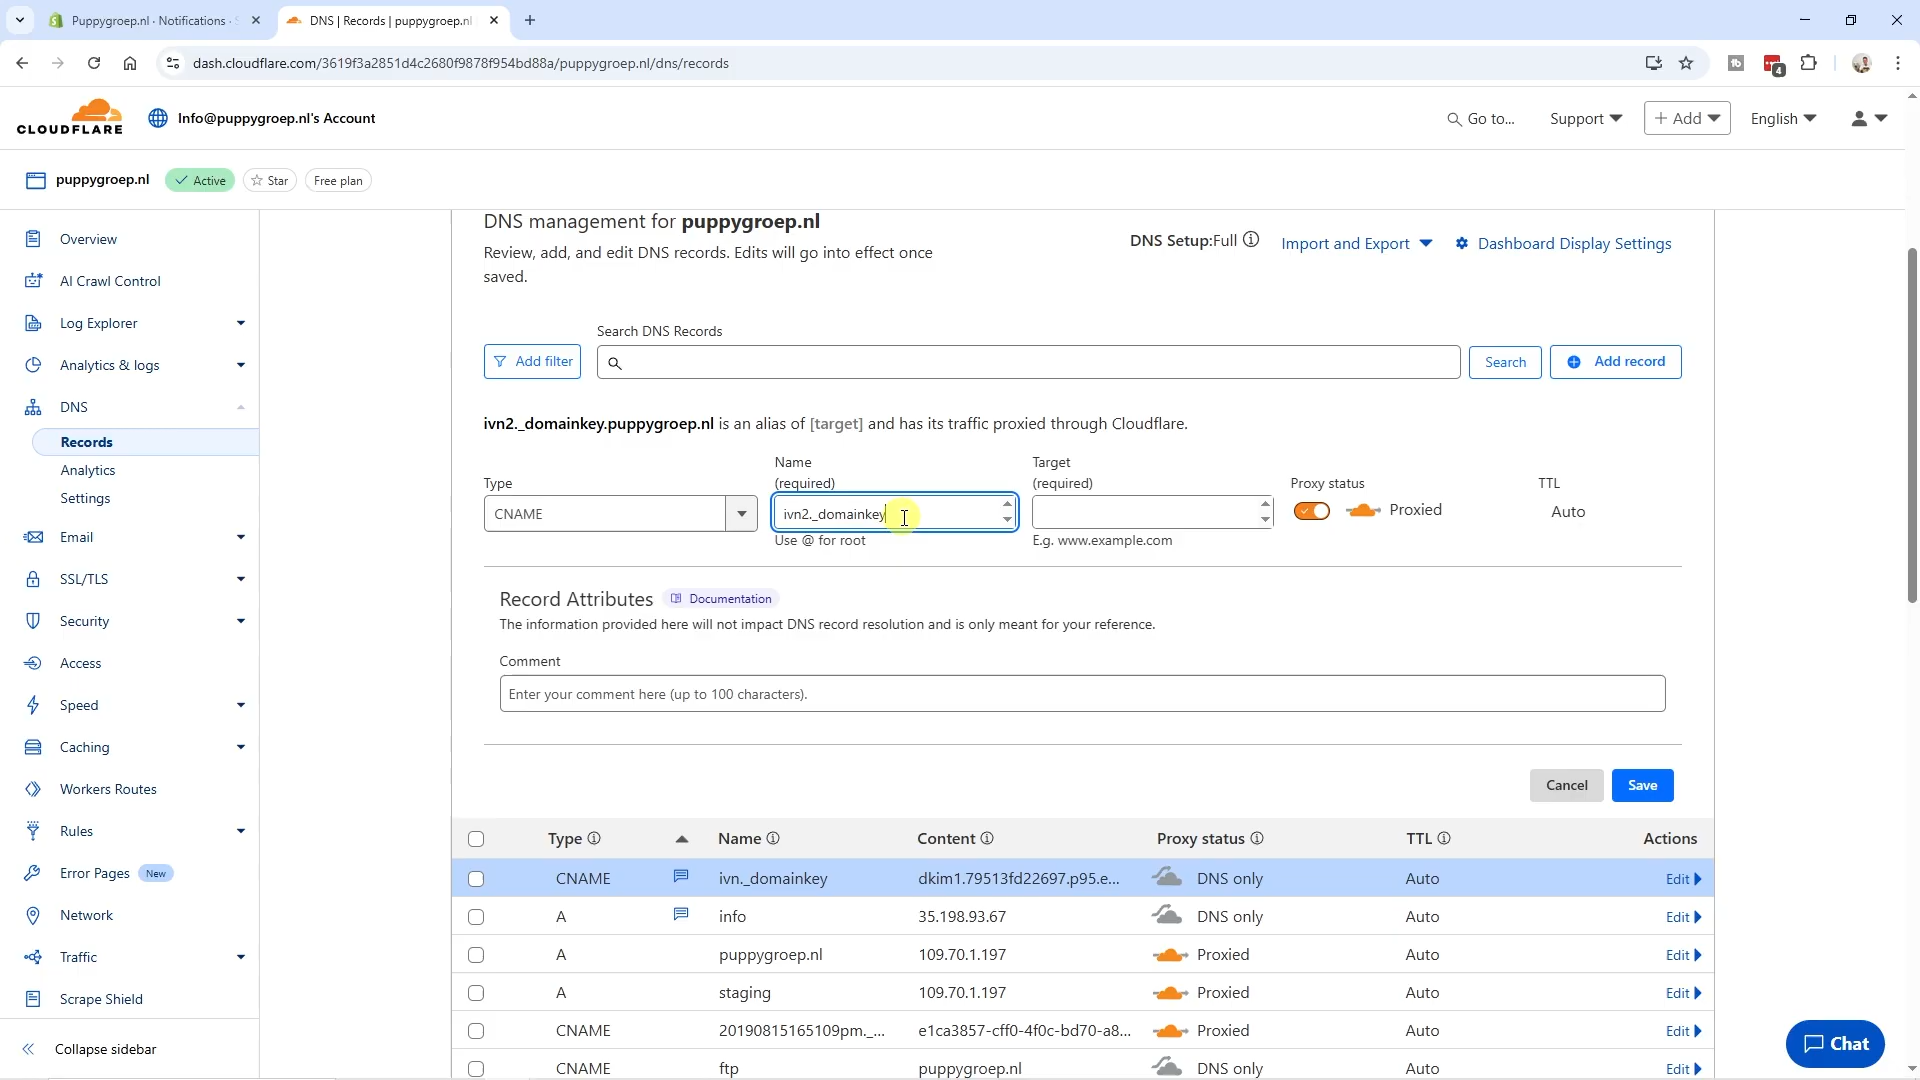 Puppygroep.nl · Notifications ·
DNS | Records | puppygroep.nl
dash.cloudflare.com/3619f3a2851d4c2680f9878f954bd88a/puppygroep.nl/dns/records
4
CLOUDFLARE
Info@puppygroep.nl's Account
Go to...
Support
+ Add
English
puppygroep.nl
Active
Star
Free plan
Overview
AI Crawl Control
Log Explorer
Analytics & logs
DNS
Records
Analytics
Settings
Email
SSL/TLS
Security
Access
Speed
Caching
Workers Routes
Rules
Error Pages
New
Network
Traffic
Scrape Shield
Collapse sidebar
DNS management for puppygroep.nl
Review, add, and edit DNS records. Edits will go into effect once
saved.
DNS Setup:Full
Import and Export
Dashboard Display Settings
Search DNS Records
Add filter
Search
Add record
ivn2._domainkey.puppygroep.nl is an alias of [target] and has its traffic proxied through Cloudflare.
Type
Name
(required)
Target
(required)
Proxy status
TTL
CNAME
ivn2._domainkey
Proxied
Auto
Use @ for root
E.g. www.example.com
Record Attributes
Documentation
The information provided here will not impact DNS record resolution and is only meant for your reference.
Comment
Enter your comment here (up to 100 characters).
Cancel
Save
Type Name Content Proxy status TTL Actions
CNAME ivn._domainkey dkim1.79513fd22697.p95.e... DNS only Auto Edit
A info 35.198.93.67 DNS only Auto Edit
A puppygroep.nl 109.70.1.197 Proxied Auto Edit
A staging 109.70.1.197 Proxied Auto Edit
CNAME 20190815165109pm._... e1ca3857-cff0-4f0c-bd70-a8... Proxied Auto Edit
CNAME ftp puppygroep.nl DNS only Auto Edit
Chat